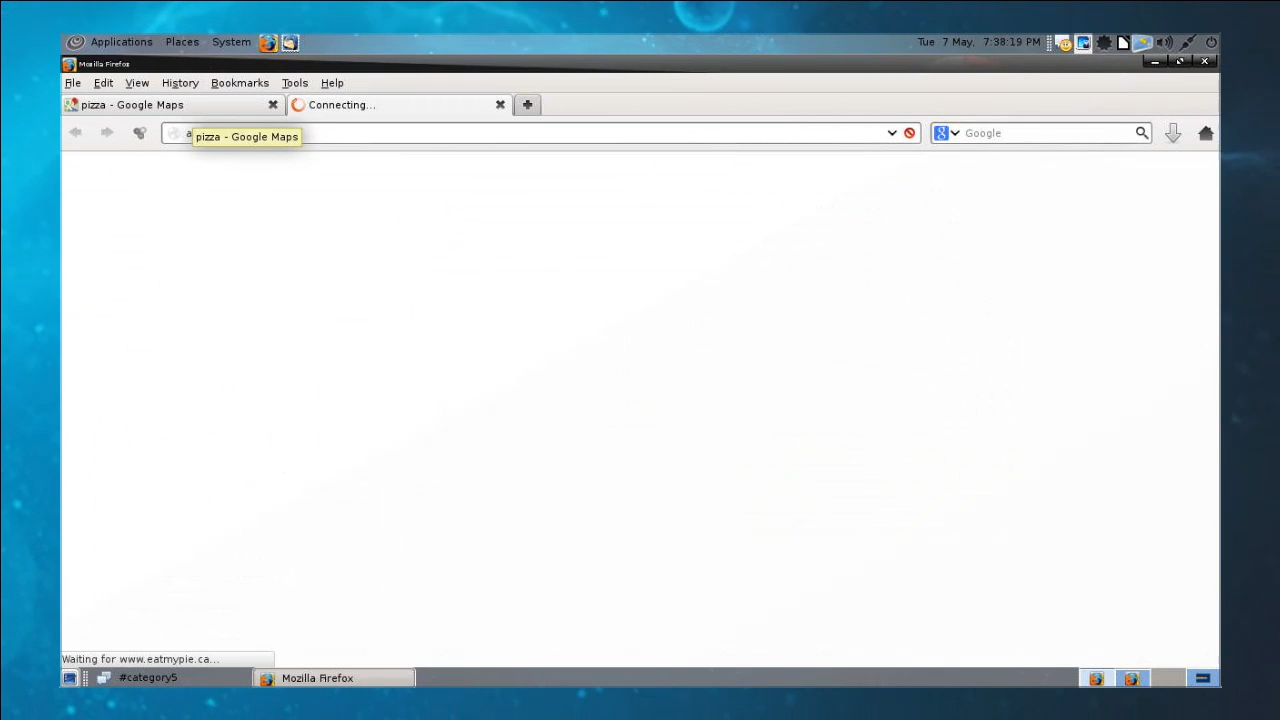 Applications Places System Tue 7 May, 7:38:19 PM
Mozilla Firefox
File Edit View History Bookmarks Tools Help
pizza - Google Maps Connecting...
a pizza - Google Maps Google
Waiting for www.eatmypie.ca...
#category5 Mozilla Firefox